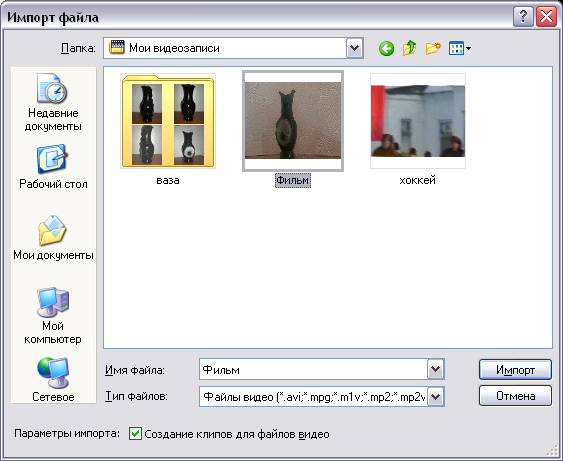 Импорт файла
Папка:
Мои видеозаписи
Недавние
документы
Рабочий стол
Мои документы
Мой
компьютер
Сетевое
ваза
Фильм
хоккей
Имя файла:
Фильм
Импорт
Тип файлов:
Файлы видео (*.avi;*.mpg;*.m1v;*.mp2;*.mp2v
Отмена
Параметры импорта:
Создание клипов для файлов видео